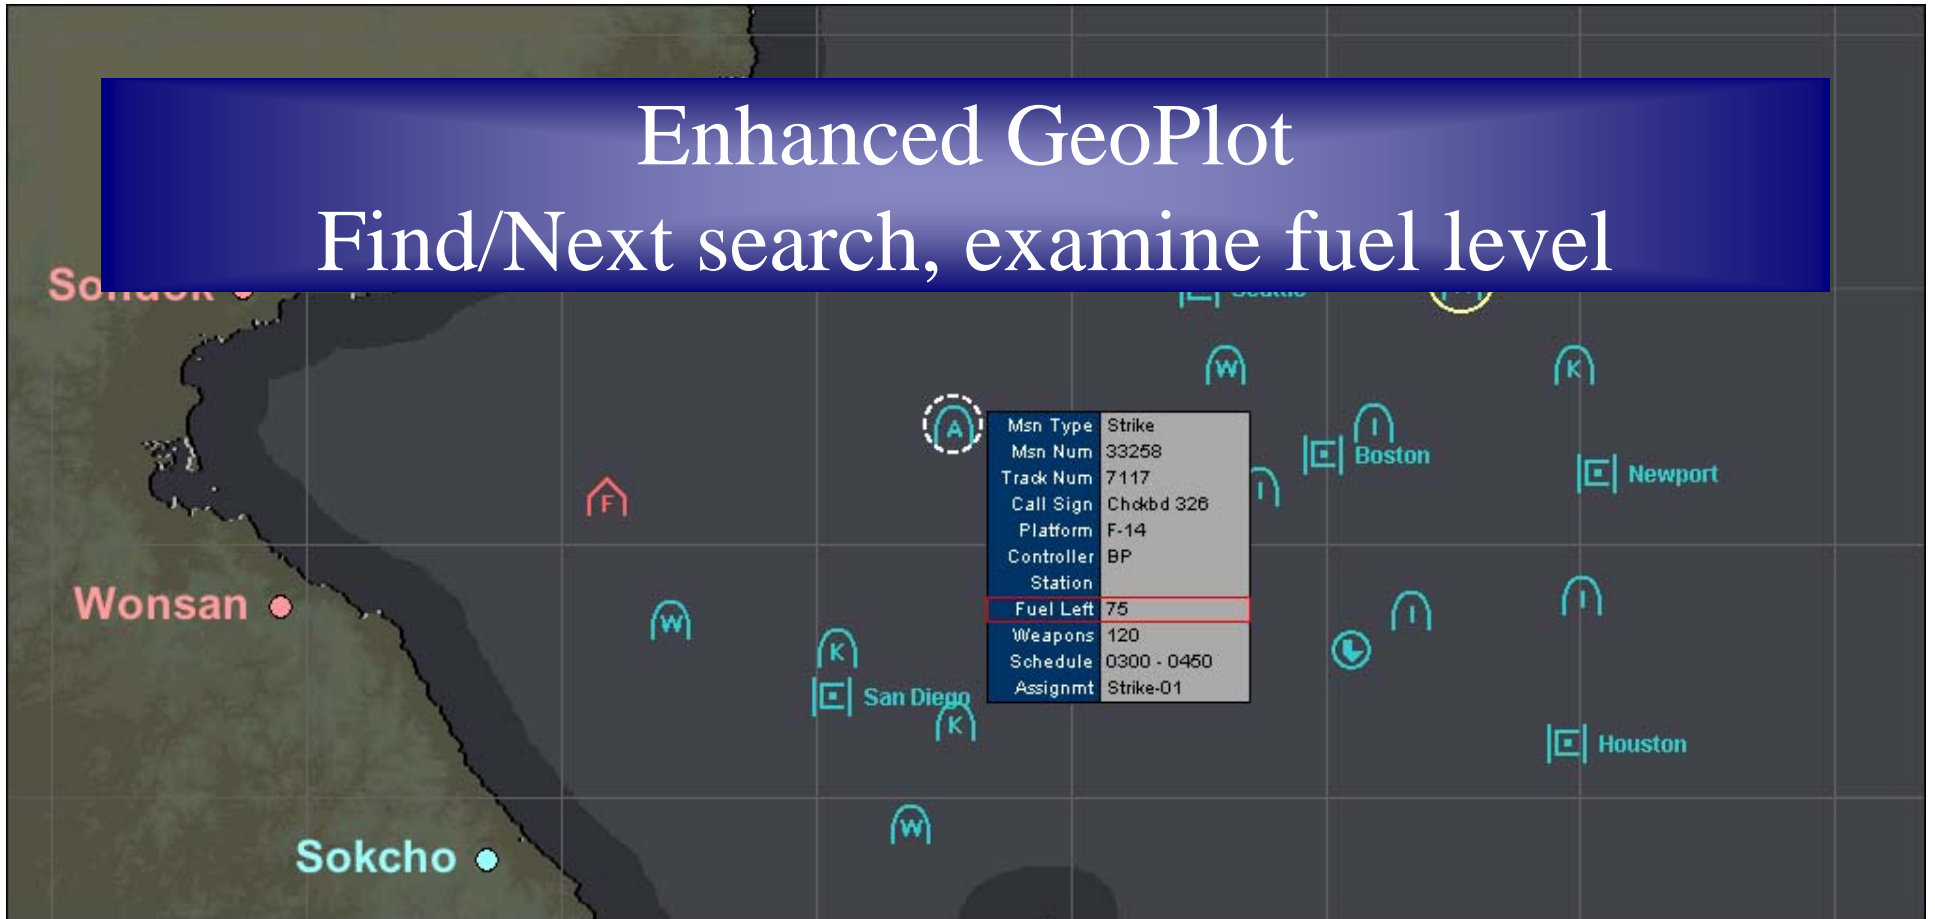 Enhanced GeoPlot
Find/Next search, examine fuel level
W
K
A
I
Boston
Newport
Msn Type Strike
Msn Num 33258
Track Num 7117
Call Sign Chckbd 326
Platform F-14
Controller BP
Station
Fuel Left 75
Weapons 120
Schedule 0300 - 0450
Assignmt Strike-01
I
F
Wonsan
W
K
I
I
San Diego
K
Houston
W
Sokcho